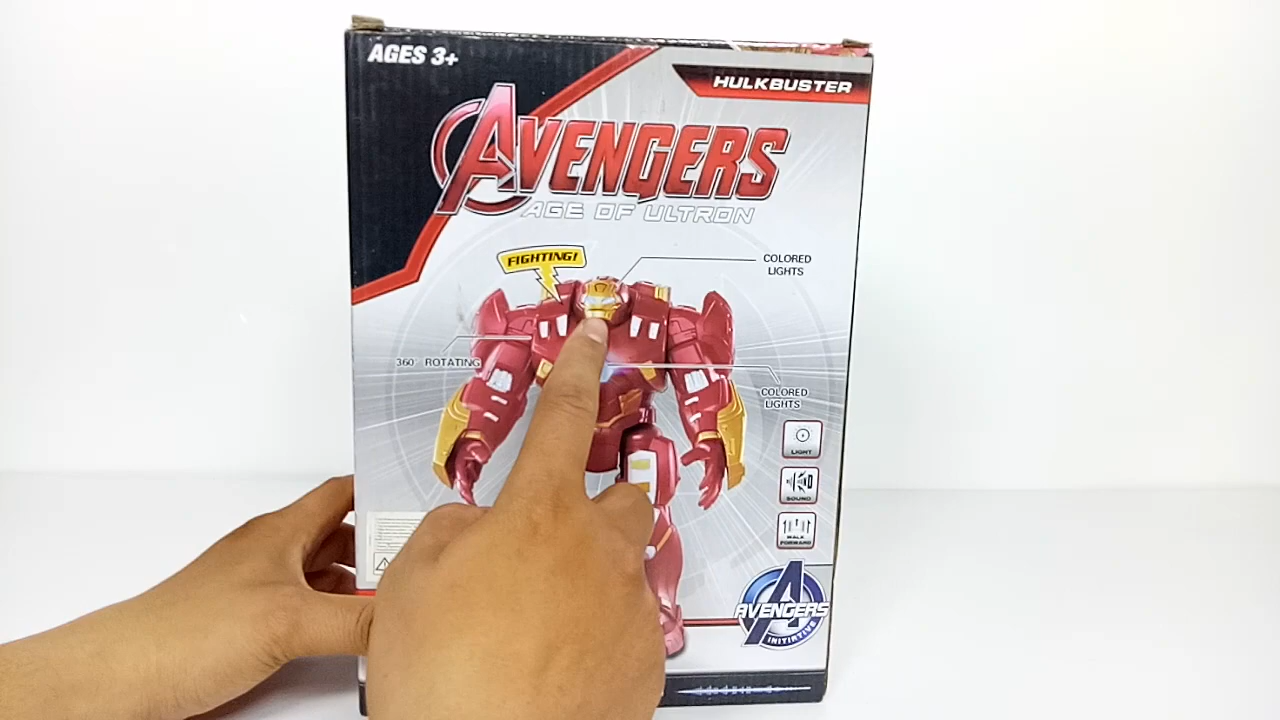 AGES 3+
HULKBUSTER
AVENGERS
AGE OF ULTRON
FIGHTING!
COLORED
LIGHTS
360° ROTATING
COLORED
LIGHTS
LIGHT
SOUND
WALK
FORWARD
AVENGERS
INITIATIVE